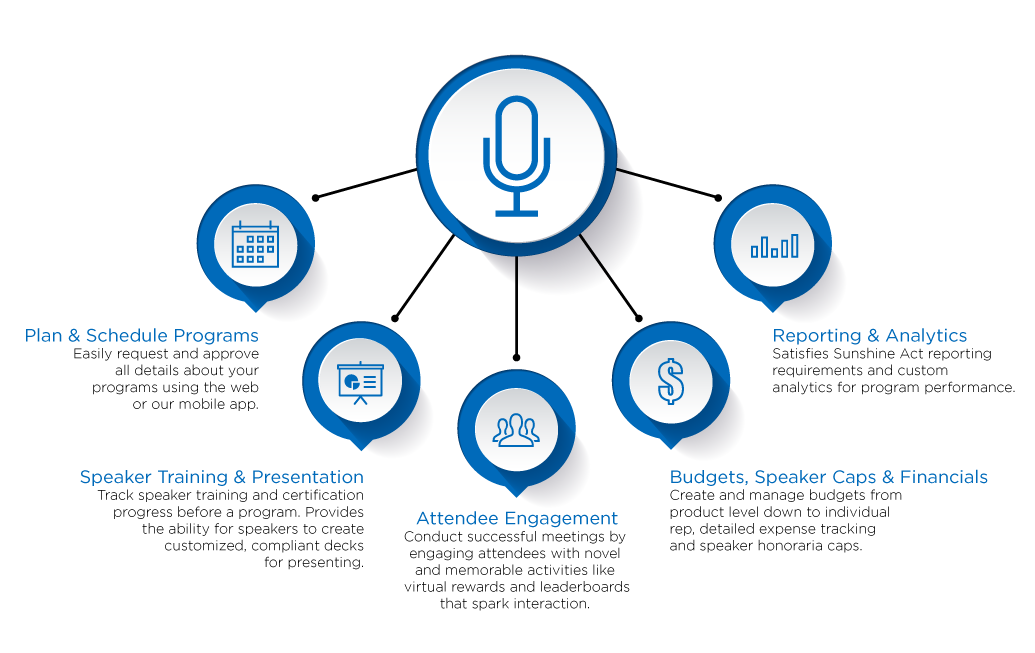 Plan & Schedule Programs
Easily request and approve
all details about your
programs using the web
or our mobile app.
Speaker Training & Presentation
Track speaker training and certification
progress before a program. Provides
the ability for speakers to create
customized, compliant decks
for presenting.
Attendee Engagement
Conduct successful meetings by
engaging attendees with novel
and memorable activities like
virtual rewards and leaderboards
that spark interaction.
Budgets, Speaker Caps & Financials
Create and manage budgets from
product level down to individual
rep, detailed expense tracking
and speaker honoraria caps.
Reporting & Analytics
Satisfies Sunshine Act reporting
requirements and custom
analytics for program performance.